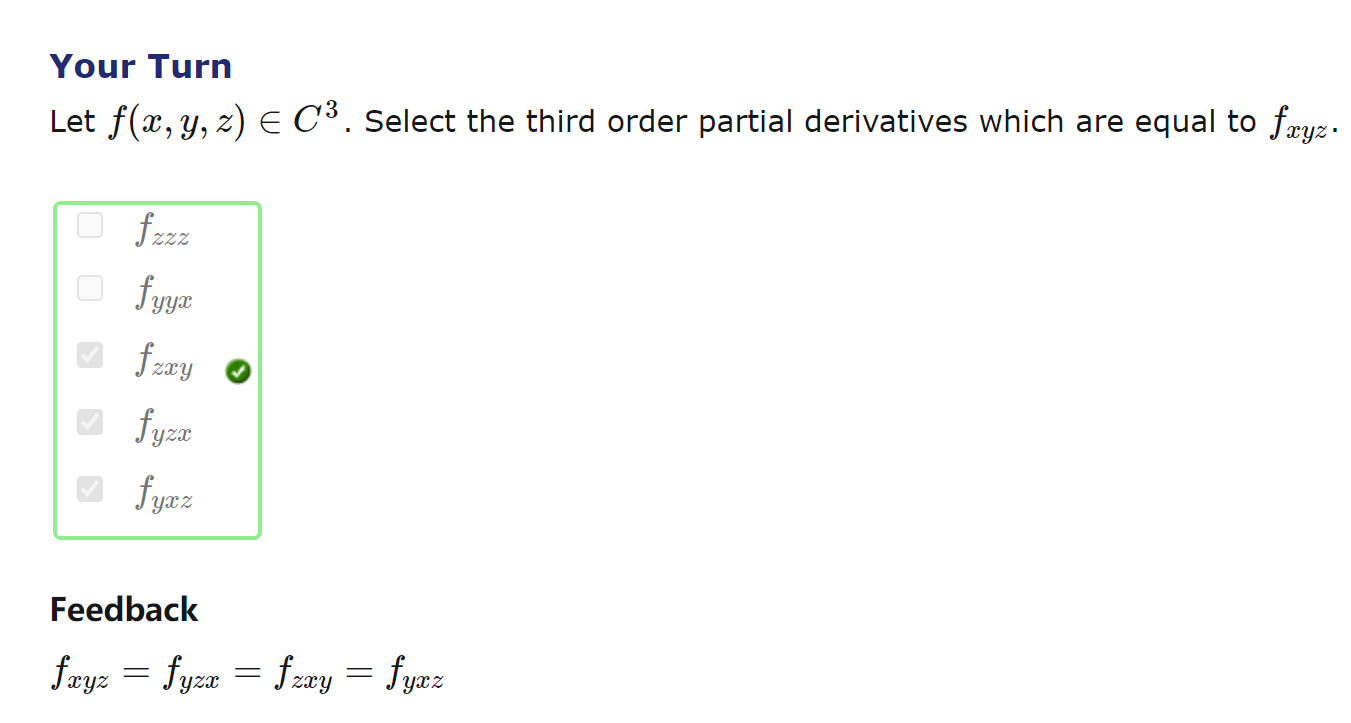 Your Turn
Let $f(x, y, z) \in C^3$. Select the third order partial derivatives which are equal to $f_{xyz}$.
$f_{zzz}$
$f_{yyx}$
$f_{zxy}$
$f_{yzx}$
$f_{yxz}$
Feedback
$f_{xyz} = f_{yzx} = f_{zxy} = f_{yxz}$